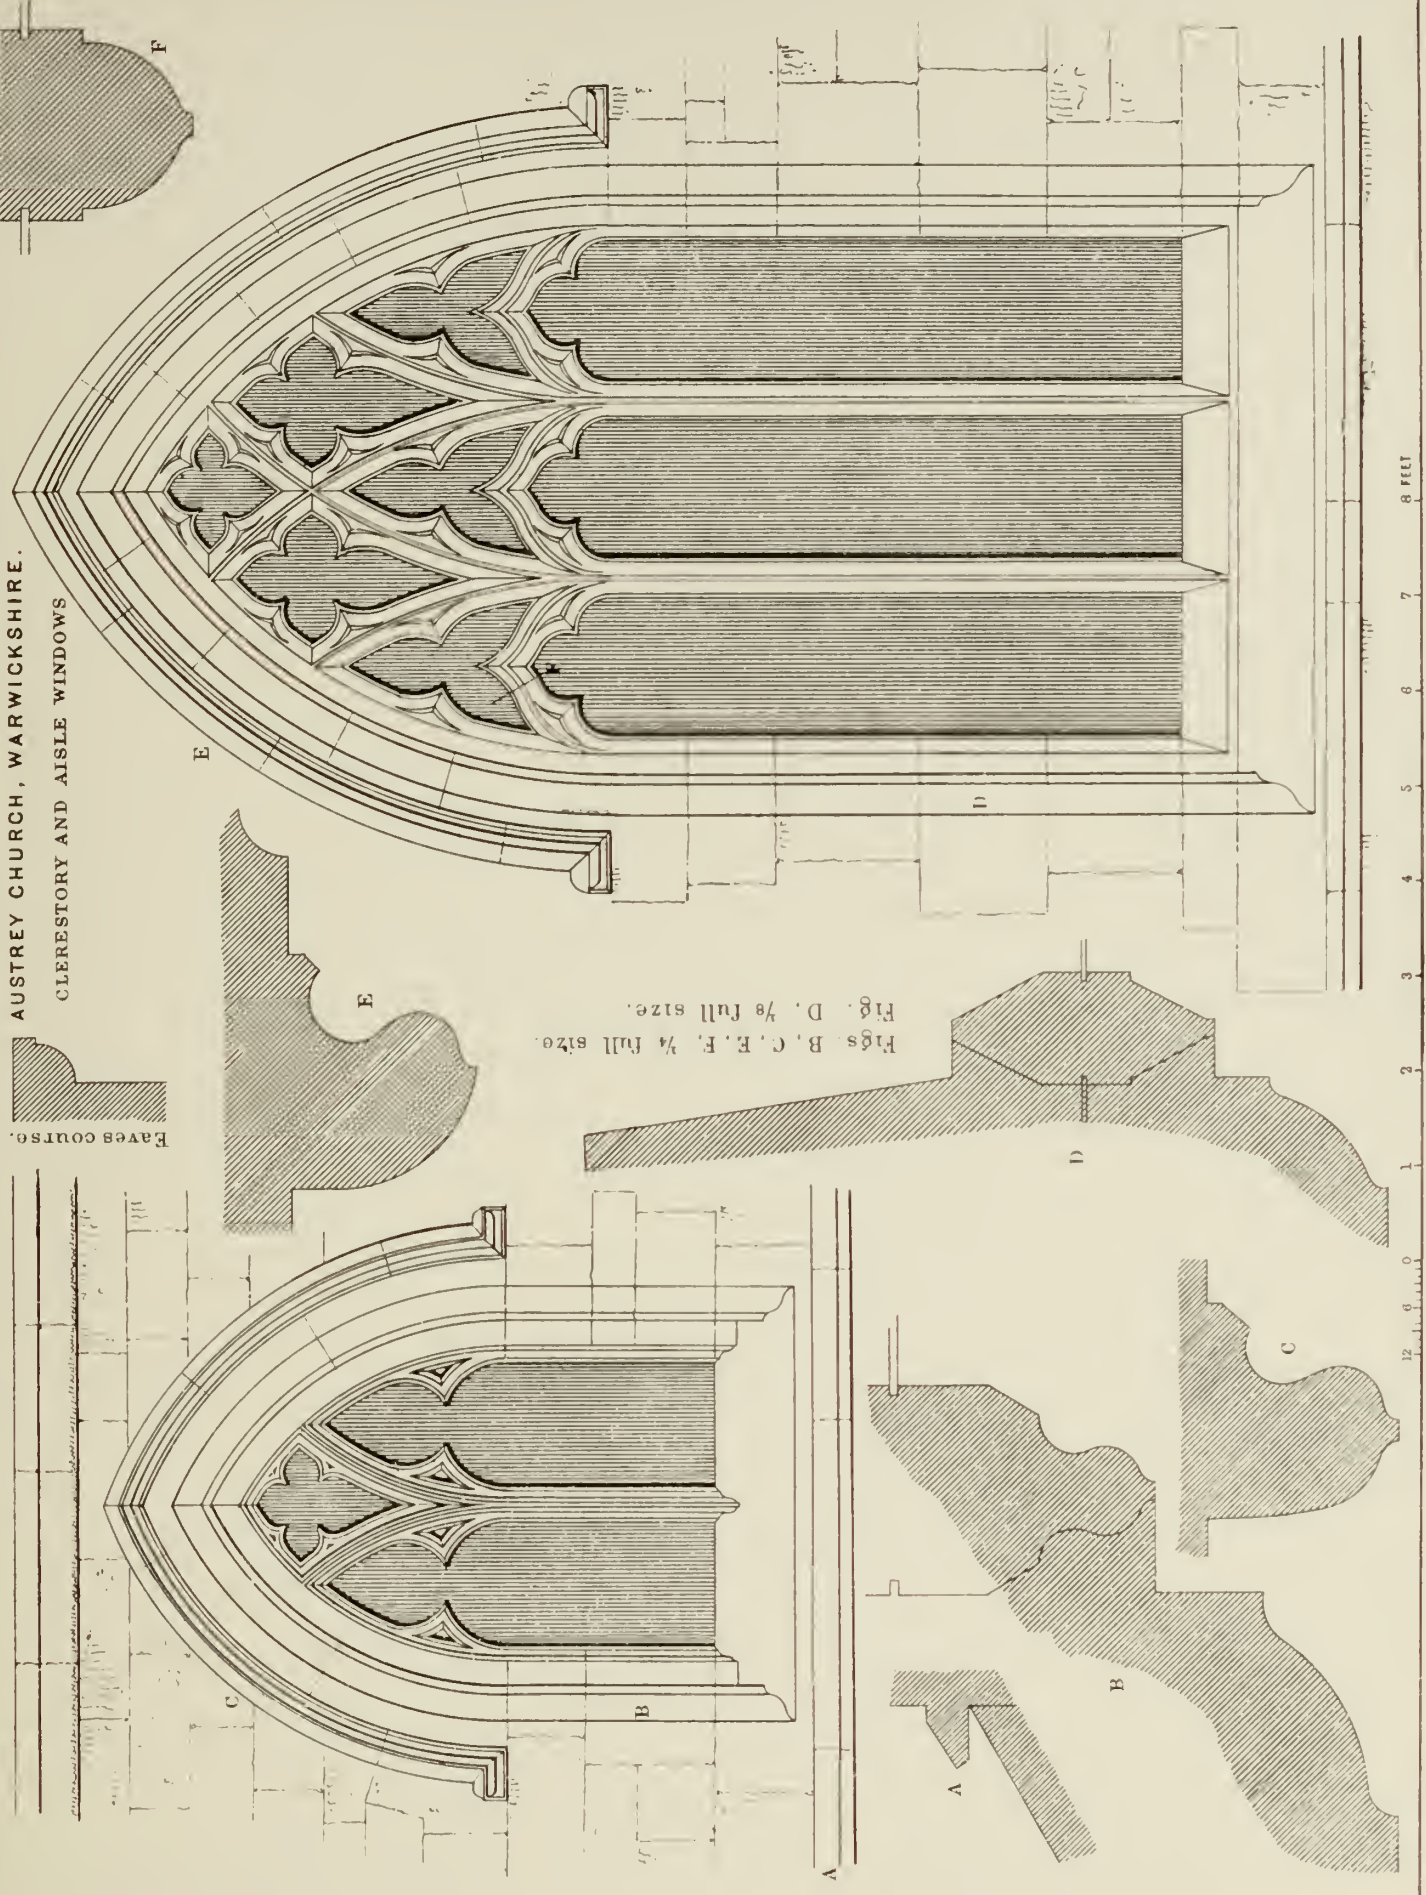 AUSTREY CHURCH, WARWICKSHIRE.
CLERESTORY AND AISLE WINDOWS
F
E
F
D
E
Eaves course.
Figs. B, C, E, F, ¼ full size.
Fig. D. ⅛ full size.
C
B
A
D
A
B
C
12 6 0 1 2 3 4 5 6 7 8 FEET